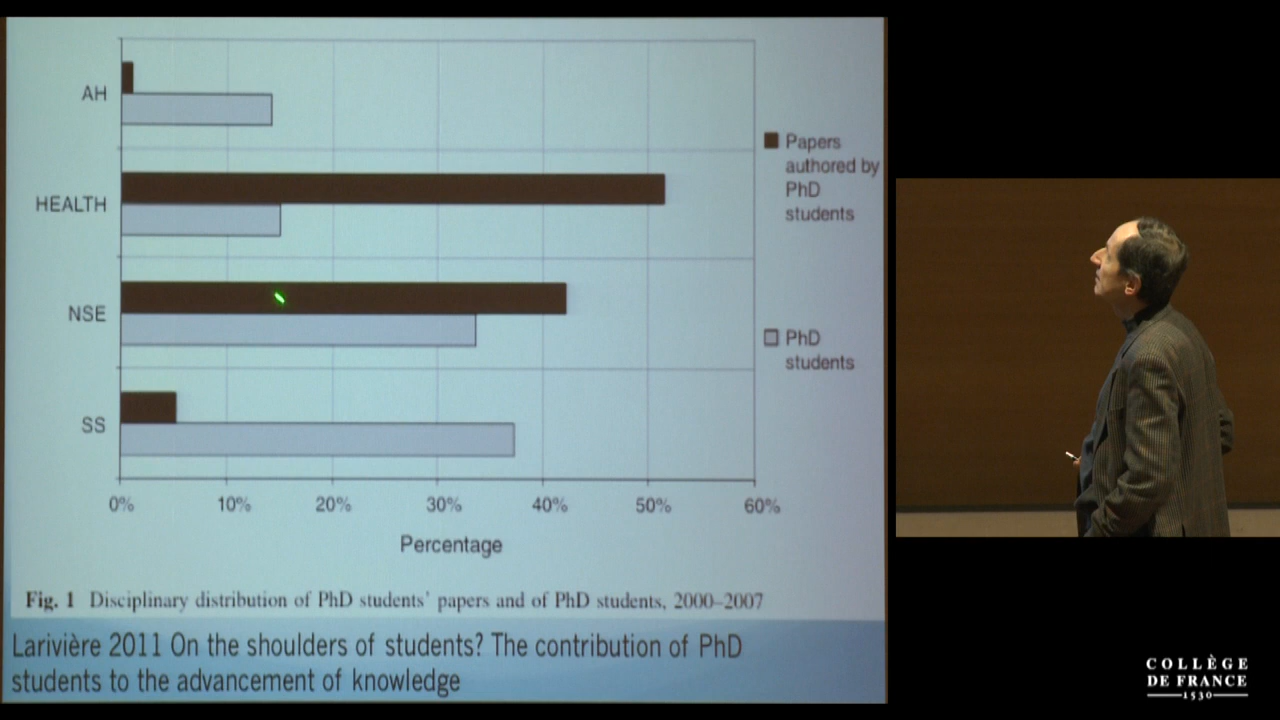 AH
HEALTH
NSE
SS
Papers
authored by
PhD
students
PhD
students
0%
10%
20%
30%
40%
50%
60%
Percentage
Fig. 1 Disciplinary distribution of PhD students' papers and of PhD students, 2000–2007
Larivière 2011 On the shoulders of students? The contribution of PhD
students to the advancement of knowledge
COLLÈGE
DE FRANCE
1530